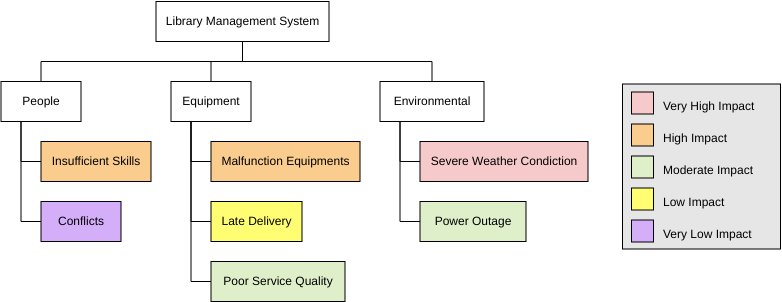 Library Management System
People
Equipment
Environmental
Insufficient Skills
Malfunction Equipments
Severe Weather Condiction
Conflicts
Late Delivery
Power Outage
Poor Service Quality
Very High Impact
High Impact
Moderate Impact
Low Impact
Very Low Impact